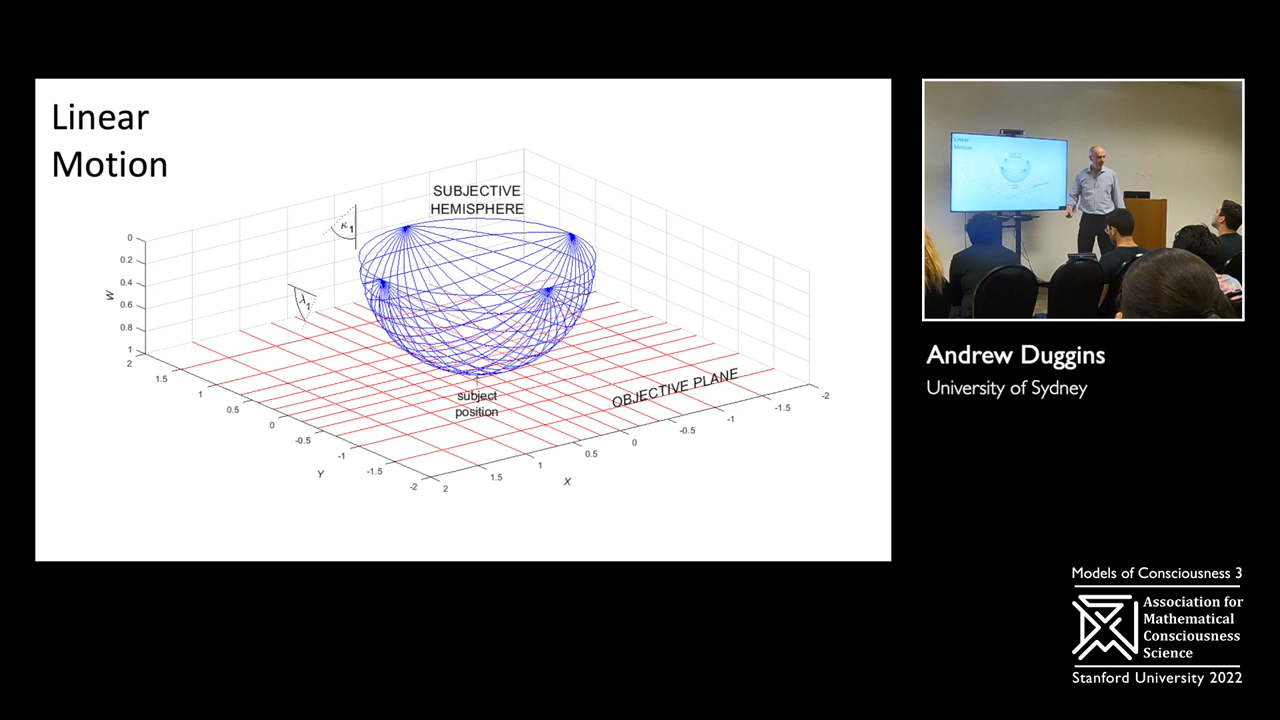 Linear
Motion
SUBJECTIVE
HEMISPHERE
κ1
λ1
0
0.2
0.4
0.6
0.8
1
W
2
1.5
1
0.5
0
-0.5
-1
-1.5
-2
Y
subject
position
OBJECTIVE PLANE
2
1.5
1
0.5
0
-0.5
-1
-1.5
-2
X
Linear
Motion
Andrew Duggins
University of Sydney
Models of Consciousness 3
Association for
Mathematical
Consciousness
Science
Stanford University 2022